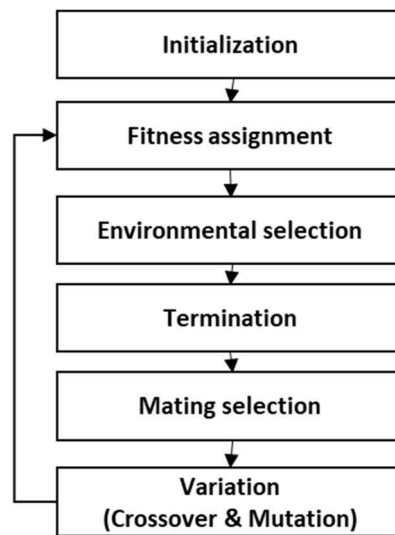 Initialization
Fitness assignment
Environmental selection
Termination
Mating selection
Variation
(Crossover & Mutation)